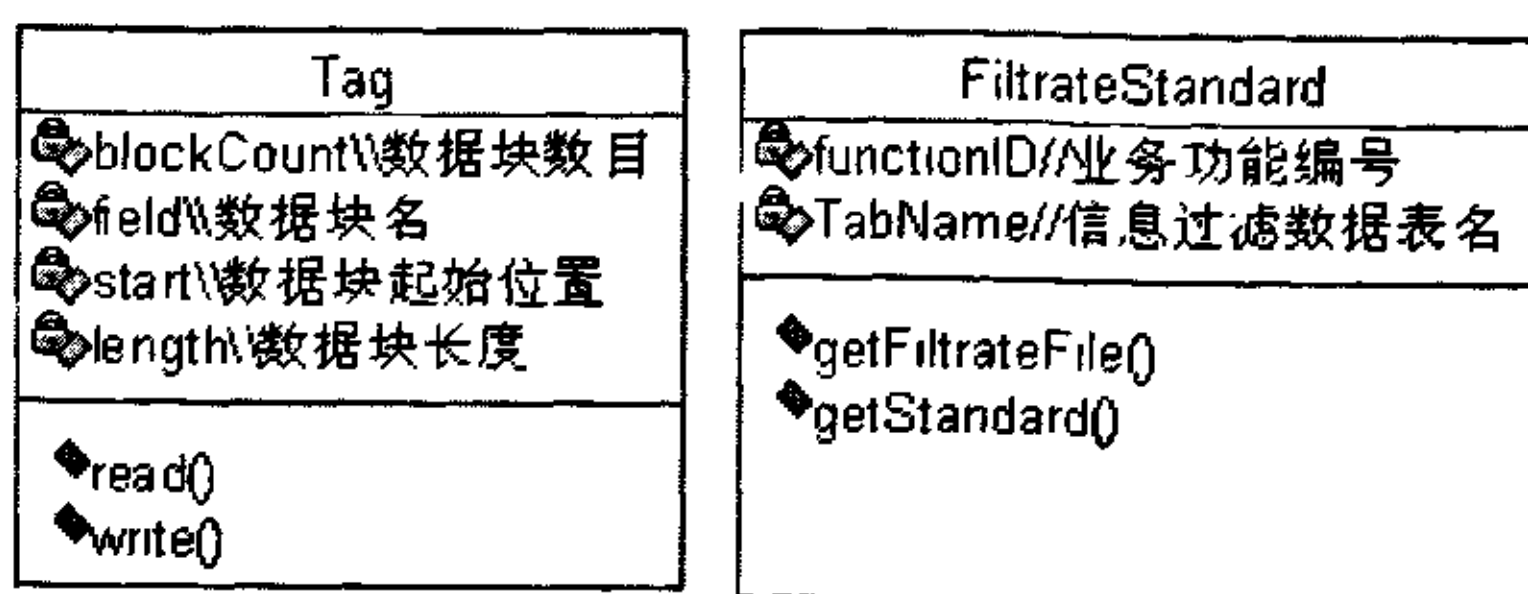 Tag
blockCount\\数据块数目
field\\数据块名
start\\数据块起始位置
length\\数据块长度
read()
write()
FiltrateStandard
functionID//业务功能编号
TabName//信息过滤数据表名
getFiltrateFile()
getStandard()